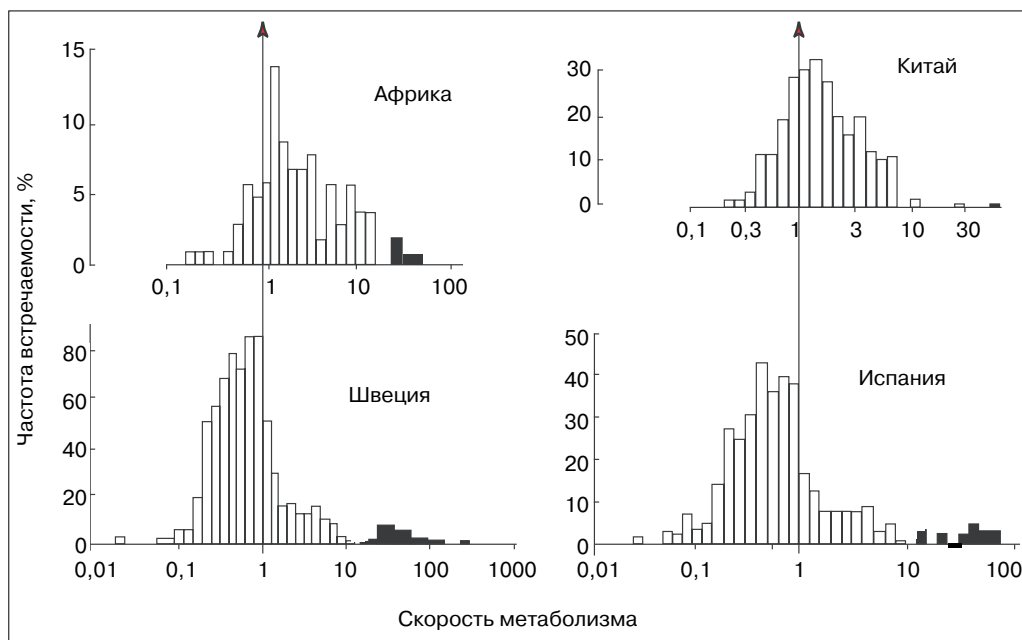 Частота встречаемости, %
15
10
5
0
Африка
0,1 1 10 100
30
20
10
0
Китай
0,1 0,3 1 3 10 30
80
60
40
20
0
Швеция
0,01 0,1 1 10 100 1000
50
40
30
20
10
0
Испания
0,01 0,1 1 10 100
Скорость метаболизма